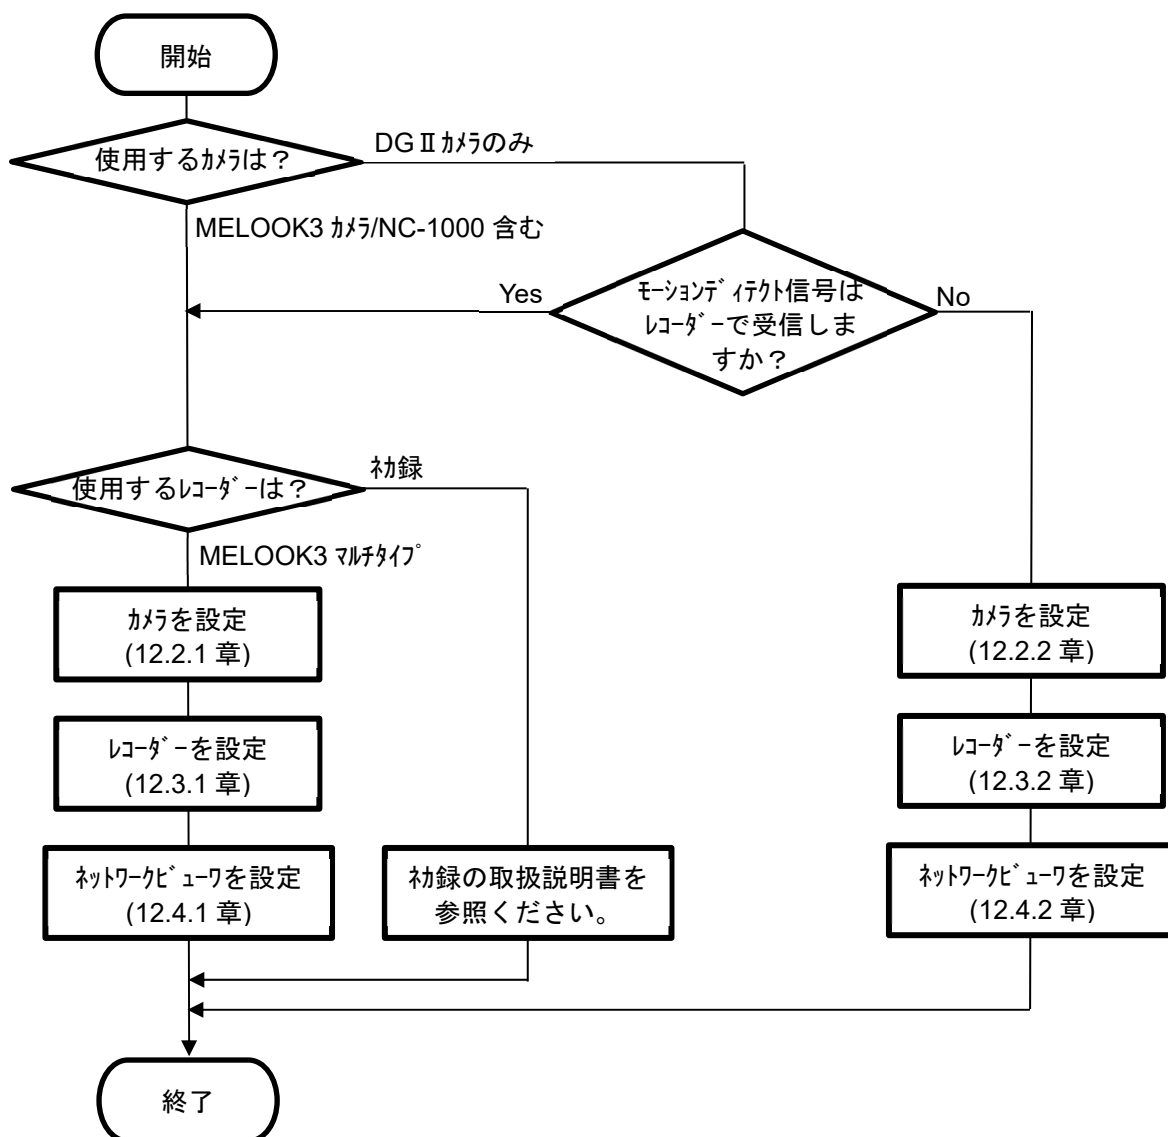 開始
使用するｶﾒﾗは？
DGⅡｶﾒﾗのみ
MELOOK3 ｶﾒﾗ/NC-1000 含む
Yes
ﾓｰｼｮﾝﾃﾞｨﾃｸﾄ信号は
ﾚｺｰﾀﾞｰで受信しま
すか？
No
使用するﾚｺｰﾀﾞｰは？
ﾈｶ録
MELOOK3 ﾏﾙﾁﾀｲﾌﾟ
ｶﾒﾗを設定
(12.2.1 章)
ｶﾒﾗを設定
(12.2.2 章)
ﾚｺｰﾀﾞｰを設定
(12.3.1 章)
ﾚｺｰﾀﾞｰを設定
(12.3.2 章)
ﾈｯﾄﾜｰｸﾋﾞｭｰﾜを設定
(12.4.1 章)
ﾈｶ録の取扱説明書を
参照ください。
ﾈｯﾄﾜｰｸﾋﾞｭｰﾜを設定
(12.4.2 章)
終了